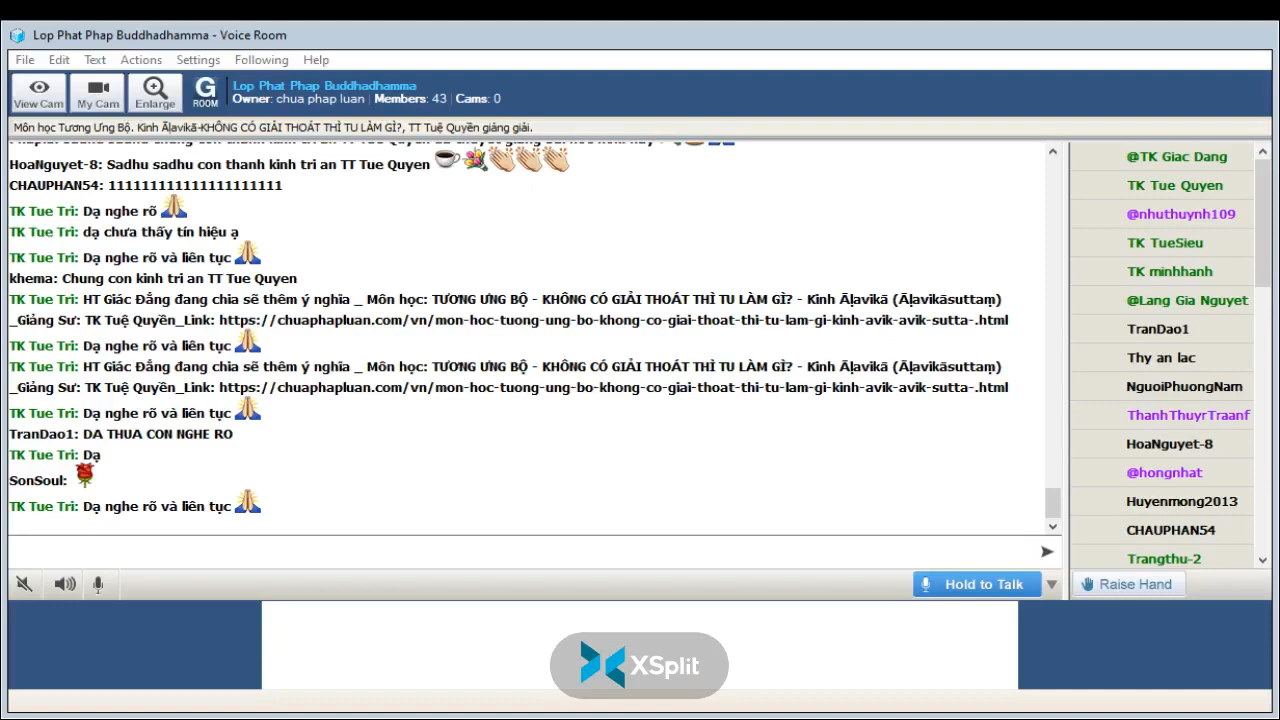 Lop Phat Phap Buddhadhamma - Voice Room
File Edit Text Actions Settings Following Help
View Cam My Cam Enlarge G ROOM
Lop Phat Phap Buddhadhamma
Owner: chua phap luan | Members: 43 | Cams: 0
Môn học Tương Ưng Bộ. Kinh Āḷavikā-KHÔNG CÓ GIẢI THOÁT THÌ TU LÀM GÌ?, TT Tuệ Quyền giảng giải.
HoaNguyet-8: Sadhu sadhu con thanh kinh tri an TT Tue Quyen
CHAUPHAN54: 111111111111111111111
TK Tue Tri: Dạ nghe rõ
TK Tue Tri: dạ chưa thấy tín hiệu ạ
TK Tue Tri: Dạ nghe rõ và liên tục
khema: Chung con kinh tri an TT Tue Quyen
TK Tue Tri: HT Giác Đẳng đang chia sẽ thêm ý nghĩa _ Môn học: TƯƠNG ƯNG BỘ - KHÔNG CÓ GIẢI THOÁT THÌ TU LÀM GÌ? - Kinh Āḷavikā (Āḷavikāsuttaṃ)
_Giảng Sư: TK Tuệ Quyền_Link: https://chuaphapluan.com/vn/mon-hoc-tuong-ung-bo-khong-co-giai-thoat-thi-tu-lam-gi-kinh-avik-avik-sutta-.html
TK Tue Tri: Dạ nghe rõ và liên tục
TK Tue Tri: HT Giác Đẳng đang chia sẽ thêm ý nghĩa _ Môn học: TƯƠNG ƯNG BỘ - KHÔNG CÓ GIẢI THOÁT THÌ TU LÀM GÌ? - Kinh Āḷavikā (Āḷavikāsuttaṃ)
_Giảng Sư: TK Tuệ Quyền_Link: https://chuaphapluan.com/vn/mon-hoc-tuong-ung-bo-khong-co-giai-thoat-thi-tu-lam-gi-kinh-avik-avik-sutta-.html
TK Tue Tri: Dạ nghe rõ và liên tục
TranDao1: DA THUA CON NGHE RO
TK Tue Tri: Dạ
SonSoul:
TK Tue Tri: Dạ nghe rõ và liên tục
@TK Giac Dang
TK Tue Quyen
@nhuthuynh109
TK TueSieu
TK minhhanh
@Lang Gia Nguyet
TranDao1
Thy an lac
NguoiPhuongNam
ThanhThuyrTraanf
HoaNguyet-8
@hongnhat
Huyenmong2013
CHAUPHAN54
Trangthu-2
Hold to Talk
Raise Hand
XSplit